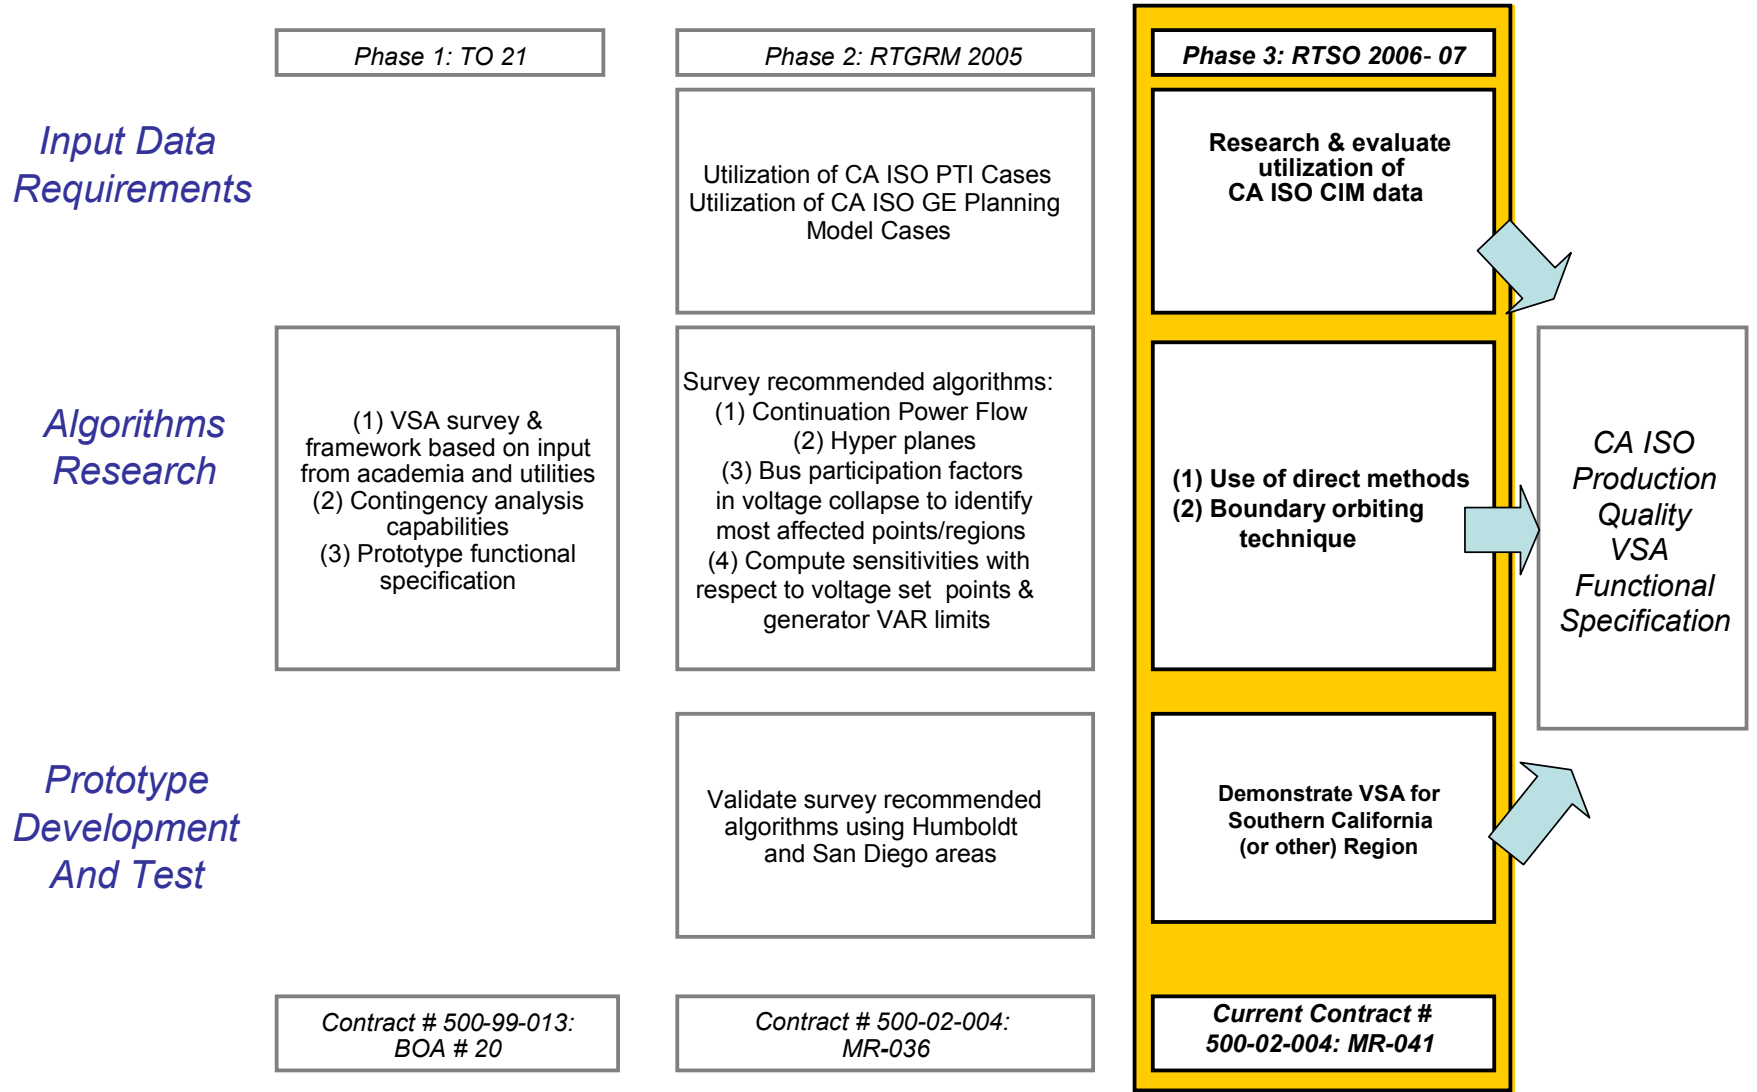 Phase 1: TO 21
Phase 2: RTGRM 2005
Phase 3: RTSO 2006- 07
Input Data
Requirements
Utilization of CA ISO PTI Cases
Utilization of CA ISO GE Planning
Model Cases
Research & evaluate
utilization of
CA ISO CIM data
Algorithms
Research
(1) VSA survey &
framework based on input
from academia and utilities
(2) Contingency analysis
capabilities
(3) Prototype functional
specification
Survey recommended algorithms:
(1) Continuation Power Flow
(2) Hyper planes
(3) Bus participation factors
in voltage collapse to identify
most affected points/regions
(4) Compute sensitivities with
respect to voltage set points &
generator VAR limits
(1) Use of direct methods
(2) Boundary orbiting
technique
CA ISO
Production
Quality
VSA
Functional
Specification
Prototype
Development
And Test
Validate survey recommended
algorithms using Humboldt
and San Diego areas
Demonstrate VSA for
Southern California
(or other) Region
Contract # 500-99-013:
BOA # 20
Contract # 500-02-004:
MR-036
Current Contract #
500-02-004: MR-041